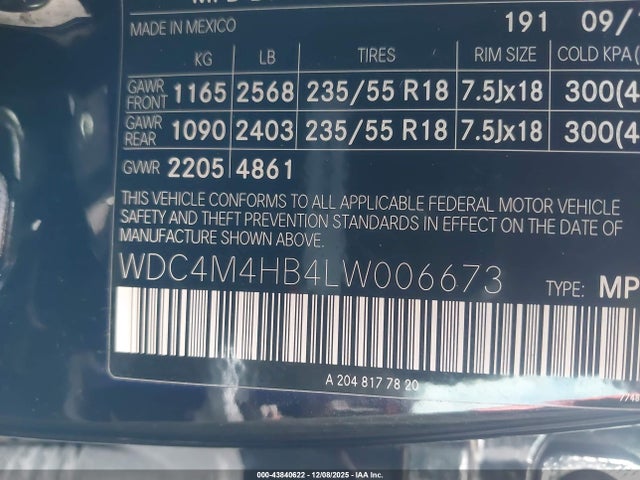 MADE IN MEXICO 191 09/
KG LB TIRES RIM SIZE COLD KPA(
GAWR FRONT 1165 2568 235/55 R18 7.5Jx18 300(4
GAWR REAR 1090 2403 235/55 R18 7.5Jx18 300(4
GVWR 2205 4861
THIS VEHICLE CONFORMS TO ALL APPLICABLE FEDERAL MOTOR VEHICLE
SAFETY AND THEFT PREVENTION STANDARDS IN EFFECT ON THE DATE OF
MANUFACTURE SHOWN ABOVE.
WDC4M4HB4LW006673
TYPE: MP
A 204 817 78 20
7748
000-43840622 - 12/08/2025 - IAA Inc.